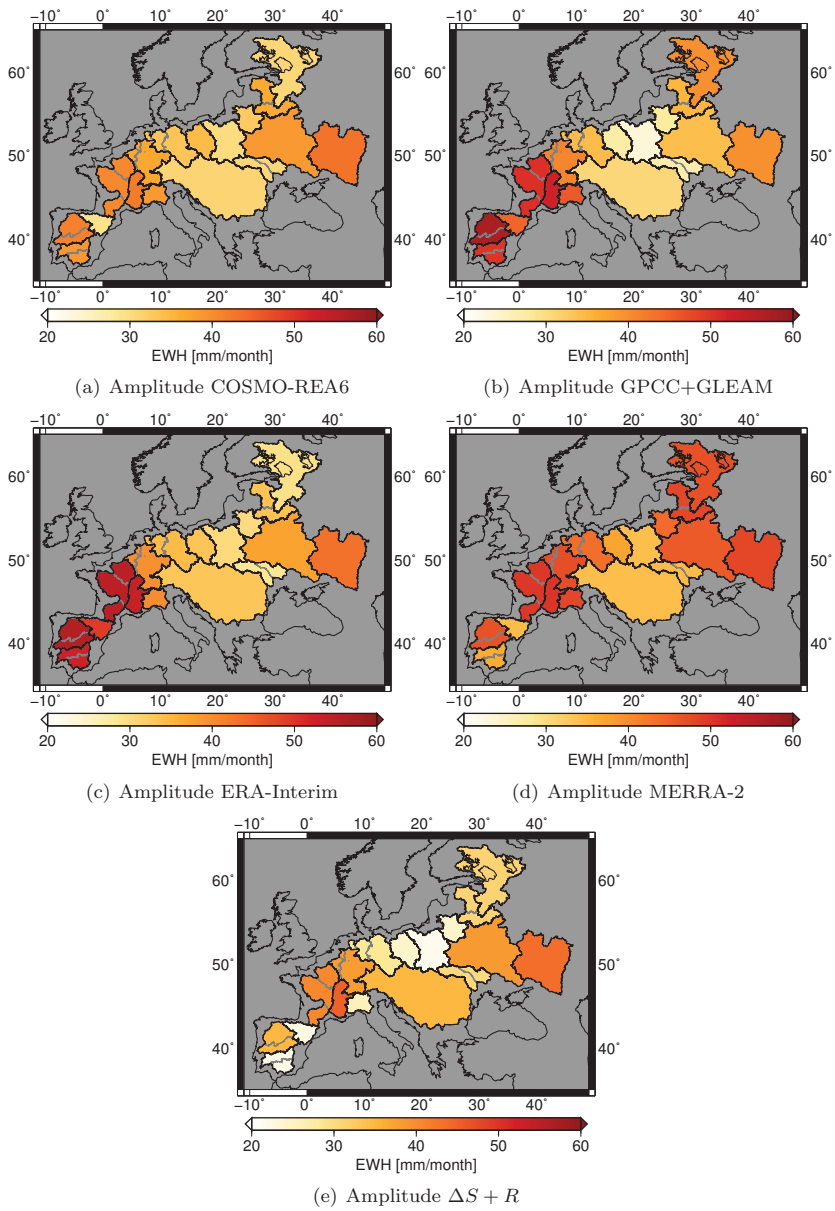 −10° 0° 10° 20° 30° 40°
60°
50°
40°
−10° 0° 10° 20° 30° 40°
20 30 40 50 60
EWH [mm/month]
(a) Amplitude COSMO-REA6
−10° 0° 10° 20° 30° 40°
60°
50°
40°
−10° 0° 10° 20° 30° 40°
20 30 40 50 60
EWH [mm/month]
(b) Amplitude GPCC+GLEAM
−10° 0° 10° 20° 30° 40°
60°
50°
40°
−10° 0° 10° 20° 30° 40°
20 30 40 50 60
EWH [mm/month]
(c) Amplitude ERA-Interim
−10° 0° 10° 20° 30° 40°
60°
50°
40°
−10° 0° 10° 20° 30° 40°
20 30 40 50 60
EWH [mm/month]
(d) Amplitude MERRA-2
−10° 0° 10° 20° 30° 40°
60° 60°
50° 50°
40° 40°
−10° 0° 10° 20° 30° 40°
20 30 40 50 60
EWH [mm/month]
(e) Amplitude ΔS + R